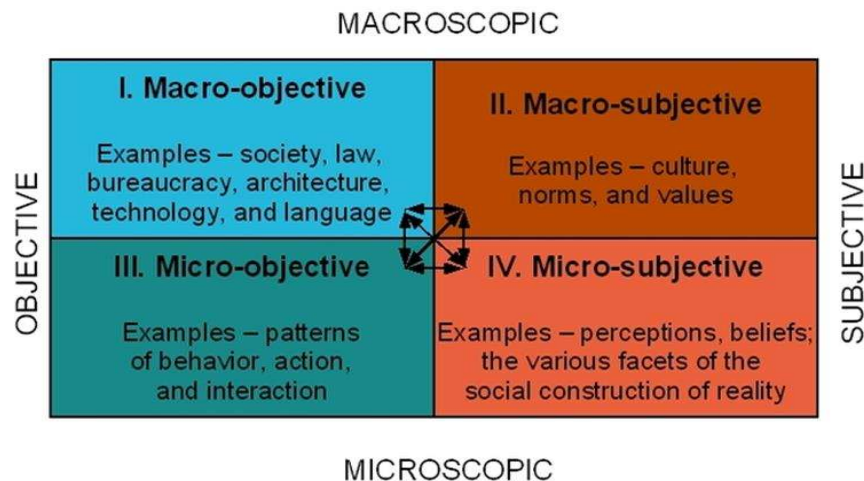 MACROSCOPIC
OBJECTIVE
I. Macro-objective
Examples – society, law,
bureaucracy, architecture,
technology, and language
II. Macro-subjective
Examples – culture,
norms, and values
III. Micro-objective
Examples – patterns
of behavior, action,
and interaction
IV. Micro-subjective
Examples – perceptions, beliefs;
the various facets of the
social construction of reality
SUBJECTIVE
MICROSCOPIC